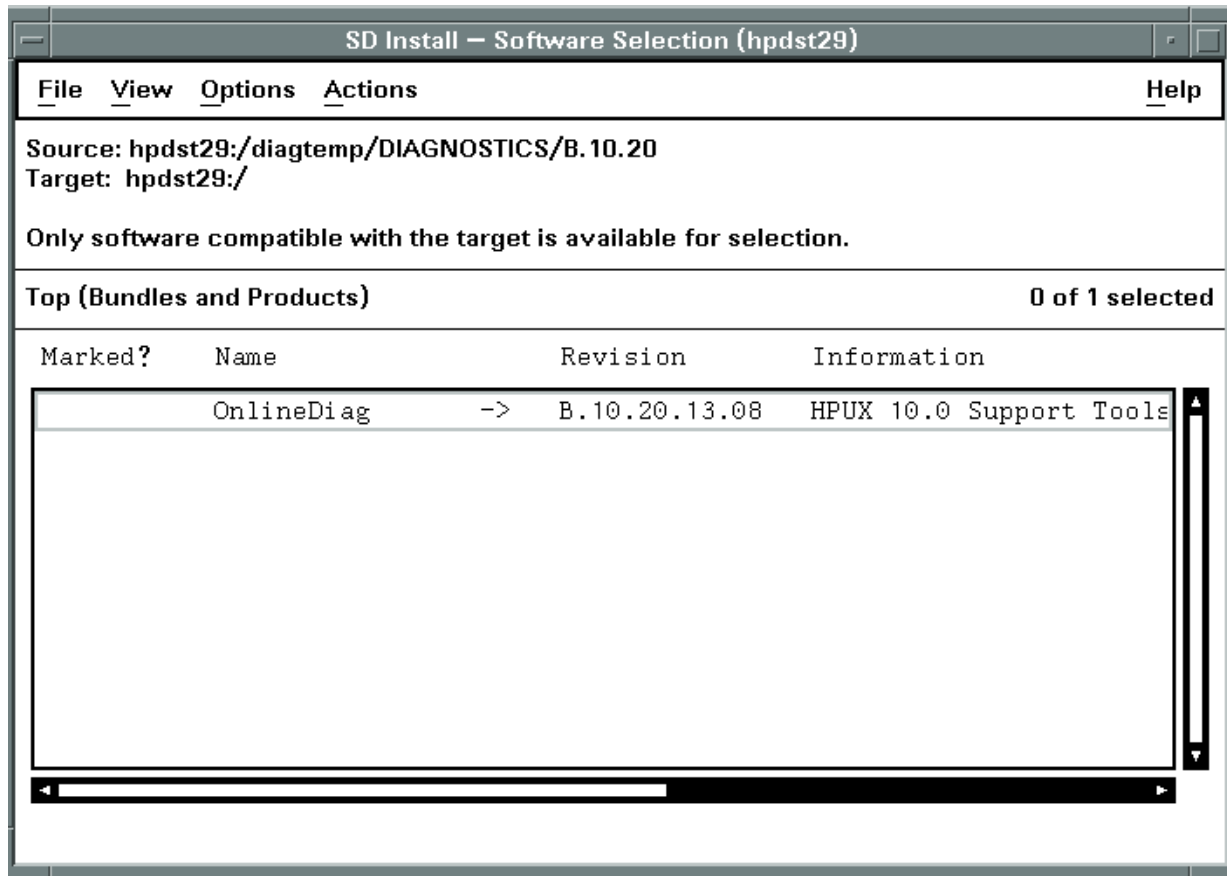 SD Install — Software Selection (hpdst29)
File View Options Actions Help
Source: hpdst29:/diagtemp/DIAGNOSTICS/B.10.20
Target: hpdst29:/
Only software compatible with the target is available for selection.
Top (Bundles and Products) 0 of 1 selected
Marked? Name Revision Information
OnlineDiag -> B.10.20.13.08 HPUX 10.0 Support Tools